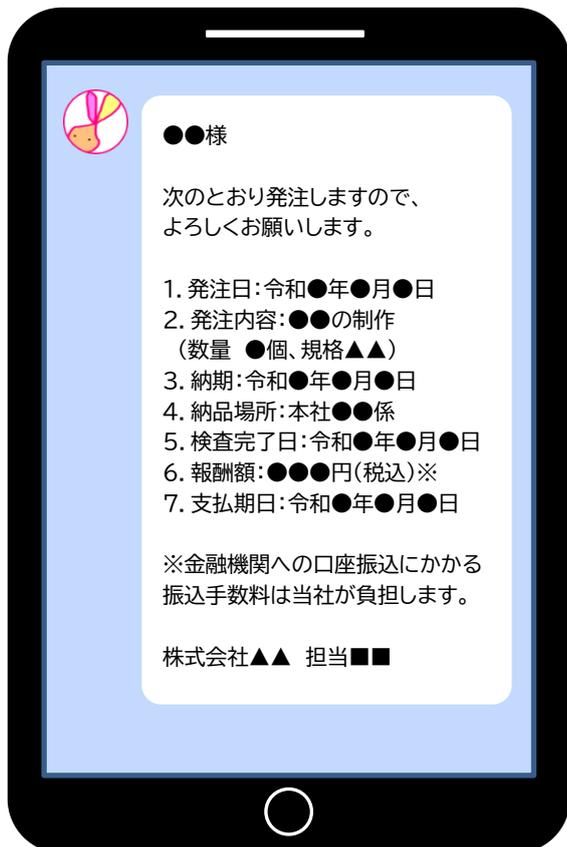 ●●様
次のとおり発注しますので、
よろしくお願いします。
1. 発注日：令和●年●月●日
2. 発注内容：●●の制作
（数量　●個、規格▲▲）
3. 納期：令和●年●月●日
4. 納品場所：本社●●係
5. 検査完了日：令和●年●月●日
6. 報酬額：●●●円（税込）※
7. 支払期日：令和●年●月●日
※金融機関への口座振込にかかる
振込手数料は当社が負担します。
株式会社▲▲　担当■■